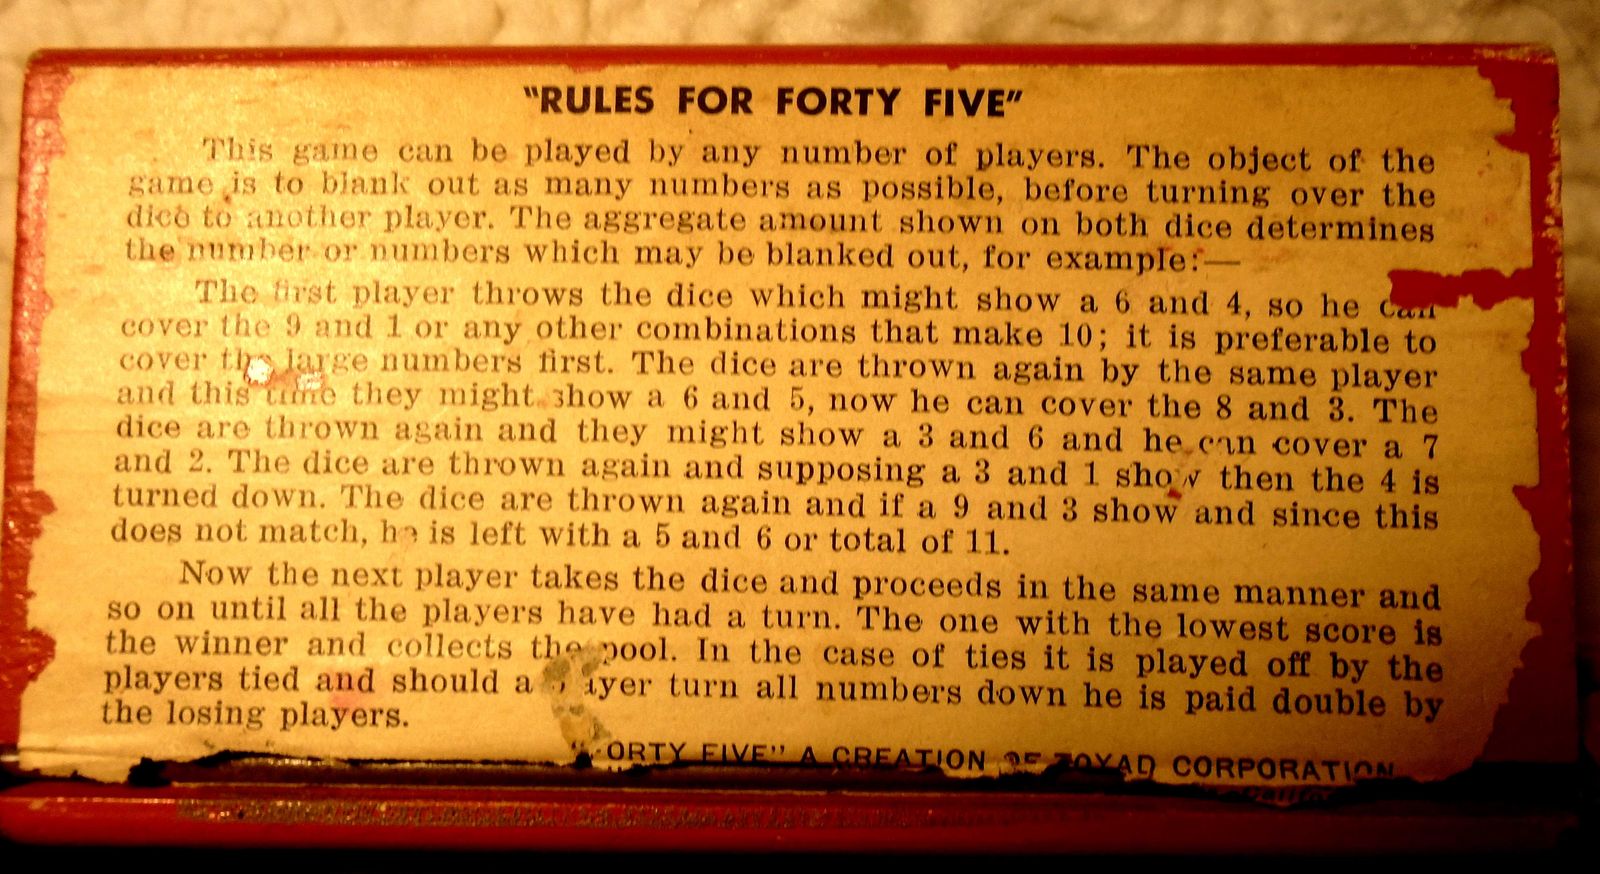 "RULES FOR FORTY FIVE"
This game can be played by any number of players. The object of the
game is to blank out as many numbers as possible, before turning over the
dice to another player. The aggregate amount shown on both dice determines
the number or numbers which may be blanked out, for example:—
The first player throws the dice which might show a 6 and 4, so he can
cover the 9 and 1 or any other combinations that make 10; it is preferable to
cover the large numbers first. The dice are thrown again by the same player
and this time they might show a 6 and 5, now he can cover the 8 and 3. The
dice are thrown again and they might show a 3 and 6 and he can cover a 7
and 2. The dice are thrown again and supposing a 3 and 1 show then the 4 is
turned down. The dice are thrown again and if a 9 and 3 show and since this
does not match, he is left with a 5 and 6 or total of 11.
Now the next player takes the dice and proceeds in the same manner and
so on until all the players have had a turn. The one with the lowest score is
the winner and collects the pool. In the case of ties it is played off by the
players tied and should a player turn all numbers down he is paid double by
the losing players.
"FORTY FIVE" A CREATION OF TOYAD CORPORATION